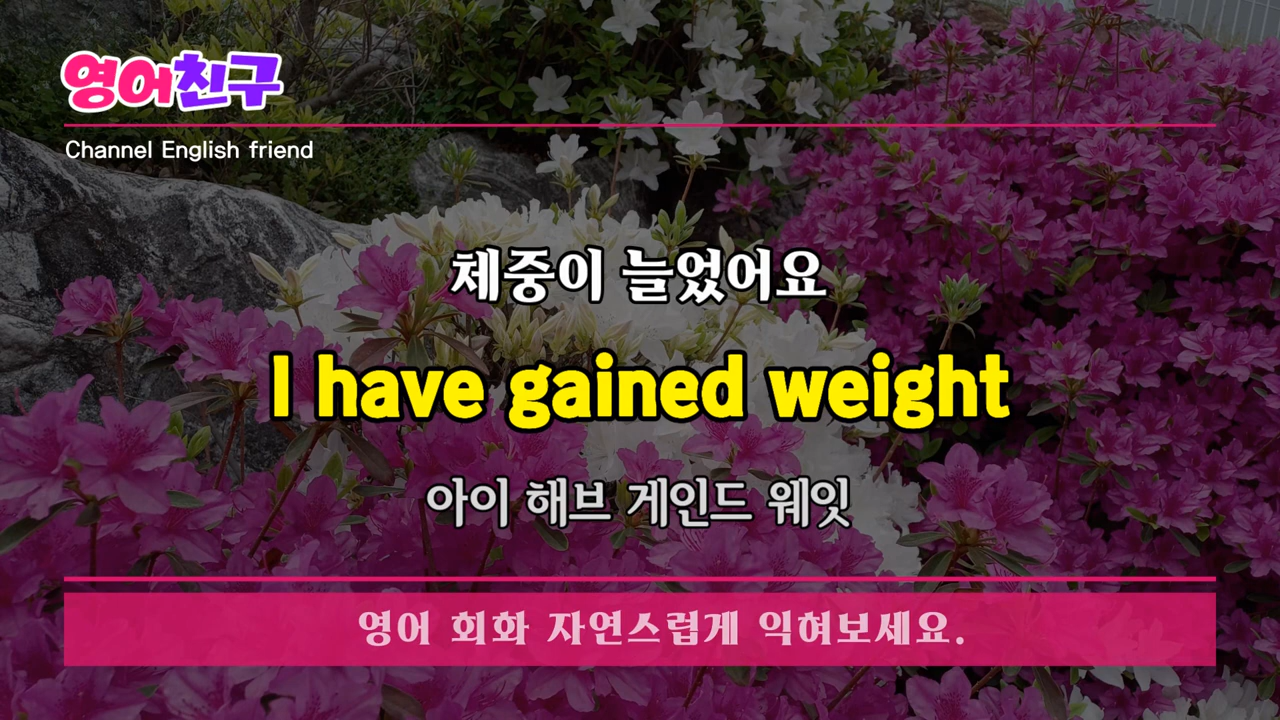 영어친구
Channel English friend
체중이 늘었어요
I have gained weight
아이 해브 게인드 웨잇
영어 회화 자연스럽게 익혀보세요.